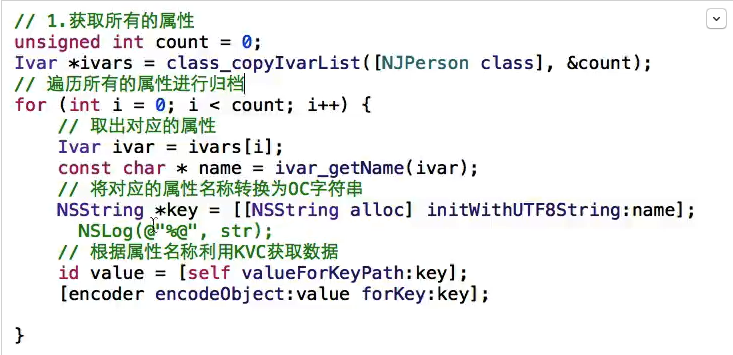 // 1.获取所有的属性
unsigned int count = 0;
Ivar *ivars = class_copyIvarList([NJPerson class], &count);
// 遍历所有的属性进行归档
for (int i = 0; i < count; i++) {
// 取出对应的属性
Ivar ivar = ivars[i];
const char * name = ivar_getName(ivar);
// 将对应的属性名称转换为OC字符串
NSString *key = [[NSString alloc] initWithUTF8String:name];
NSLog(@"%@", str);
// 根据属性名称利用KVC获取数据
id value = [self valueForKeyPath:key];
[encoder encodeObject:value forKey:key];
}